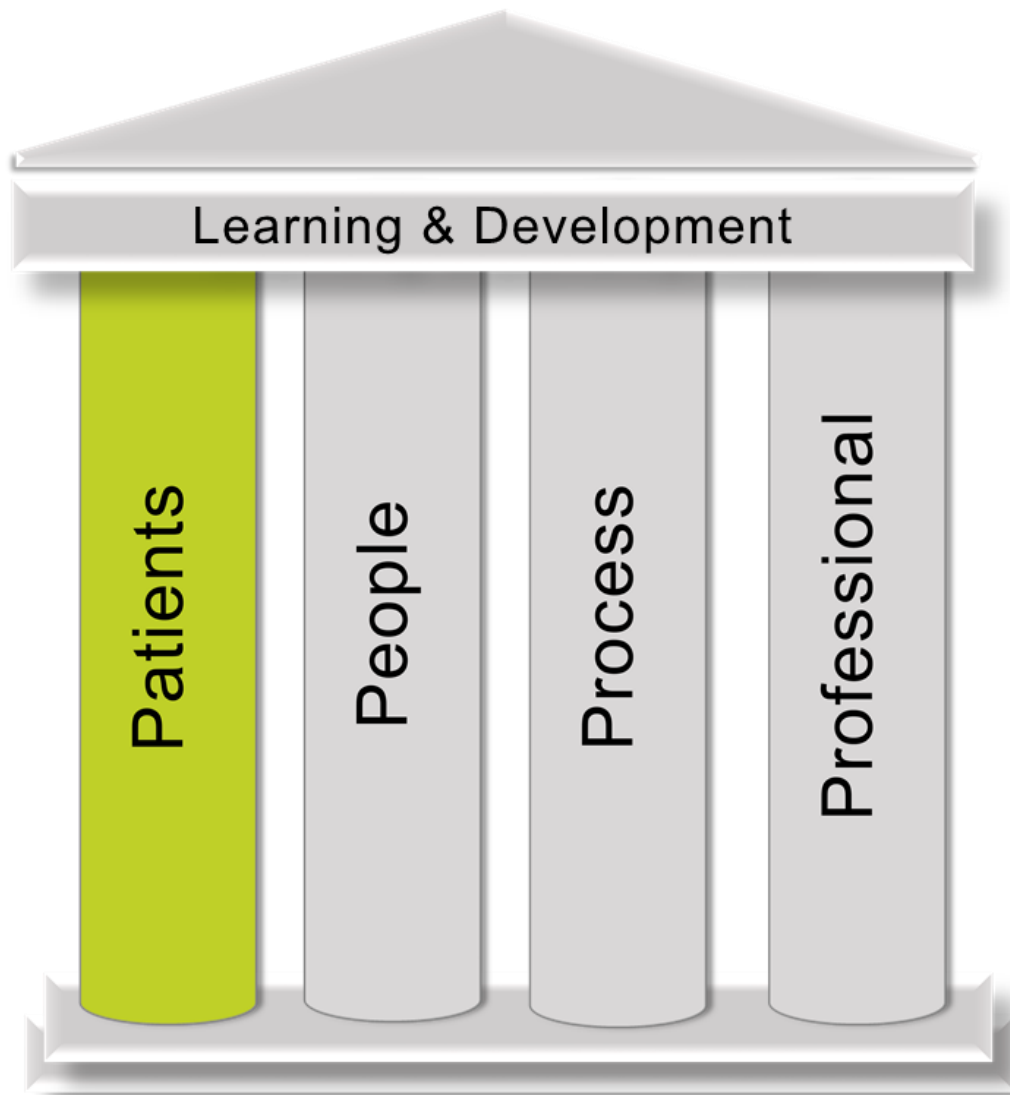 Learning & Development
Patients
People
Process
Professional